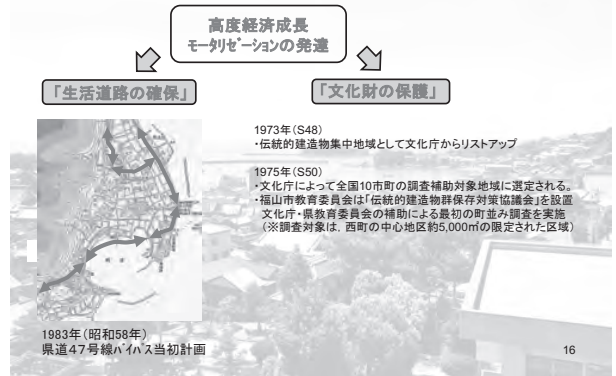 高度経済成長
モータリゼーションの発達
「生活道路の確保」
「文化財の保護」
1973年(S48)
・伝統的建造物集中地域として文化庁からリストアップ
1975年(S50)
・文化庁によって全国10市町の調査補助対象地域に選定される。
・福山市教育委員会は「伝統的建造物群保存対策協議会」を設置
文化庁・県教育委員会の補助による最初の町並み調査を実施
(※調査対象は，西町の中心地区約5,000㎡の限定された区域)
1983年(昭和58年)
県道47号線バイパス当初計画
16